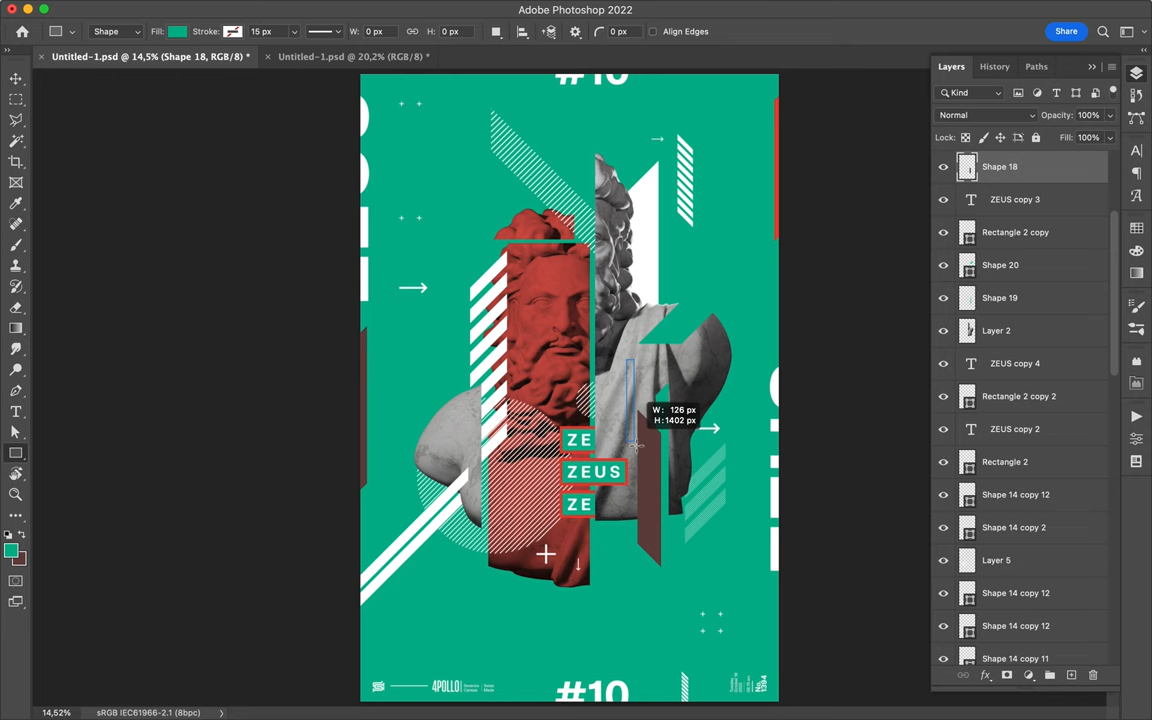 Adobe Photoshop 2022
Shape
Fill:
Stroke:
15 px
W:
0 px
H:
0 px
0 px
Align Edges
Share
Untitled-1.psd @ 14,5% (Shape 18, RGB/8) *
Untitled-1.psd @ 20,2% (RGB/8) *
Layers
History
Paths
Kind
Normal
Opacity:
100%
Lock:
Fill:
100%
Shape 18
ZEUS copy 3
Rectangle 2 copy
Shape 20
Shape 19
Layer 2
ZEUS copy 4
Rectangle 2 copy 2
ZEUS copy 2
Rectangle 2
Shape 14 copy 12
Shape 14 copy 2
Layer 5
Shape 14 copy 12
Shape 14 copy 12
Shape 14 copy 11
#10
W: 126 px
H: 1402 px
ZE
ZEUS
ZE
4POLLO
#10
No. 1394
14,52%
sRGB IEC61966-2.1 (8bpc)